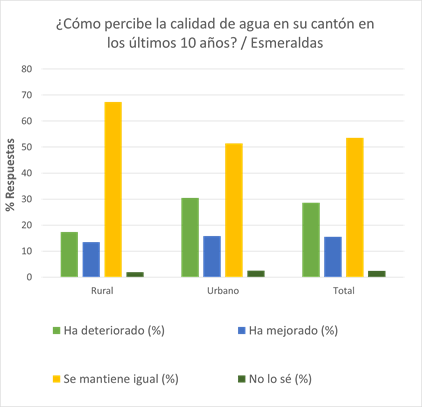 ¿Cómo percibe la calidad de agua en su cantón en
los últimos 10 años? / Esmeraldas
80
70
60
50
40
30
20
10
0
% Respuestas
Rural
Urbano
Total
Ha deteriorado (%)
Ha mejorado (%)
Se mantiene igual (%)
No lo sé (%)